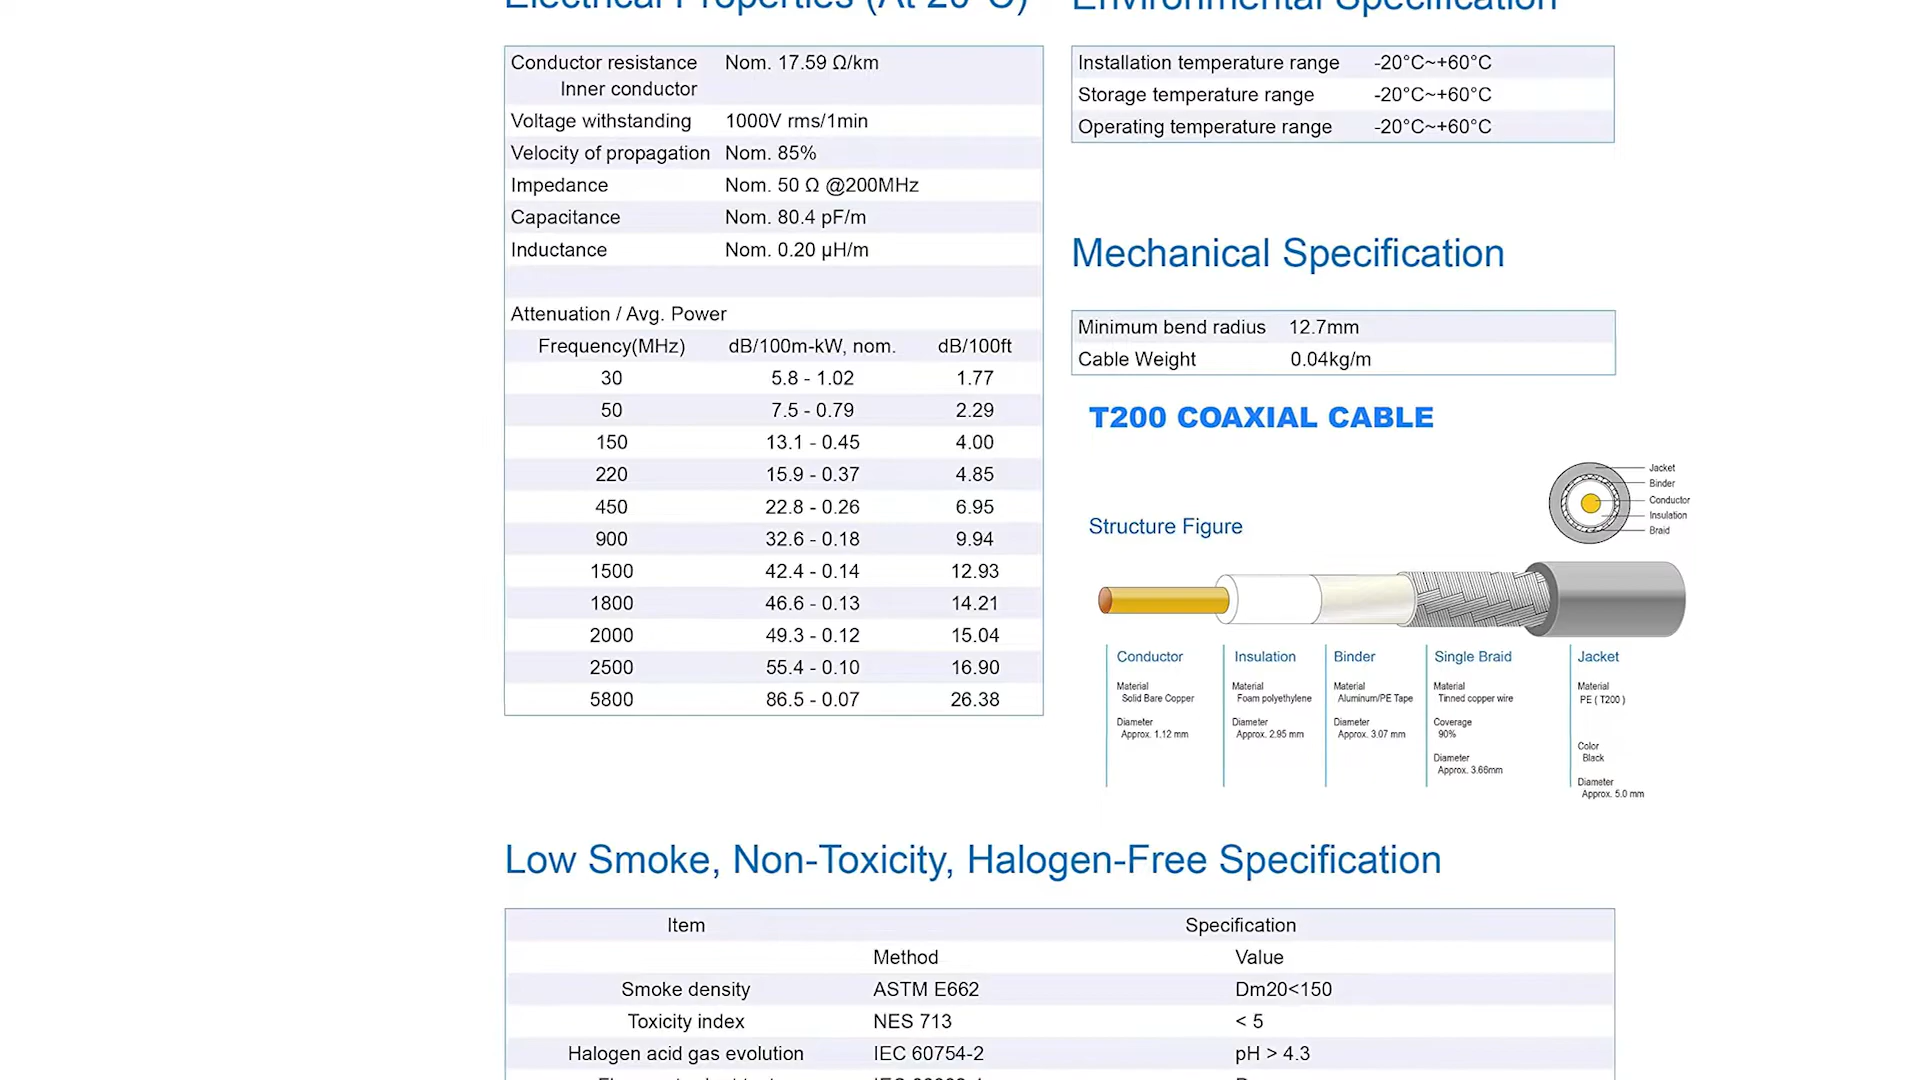 Electrical Properties (At 20°C)
Conductor resistance Nom. 17.59 Ω/km
Inner conductor
Voltage withstanding 1000V rms/1min
Velocity of propagation Nom. 85%
Impedance Nom. 50 Ω @200MHz
Capacitance Nom. 80.4 pF/m
Inductance Nom. 0.20 µH/m
Attenuation / Avg. Power
Frequency(MHz) dB/100m-kW, nom. dB/100ft
30 5.8 - 1.02 1.77
50 7.5 - 0.79 2.29
150 13.1 - 0.45 4.00
220 15.9 - 0.37 4.85
450 22.8 - 0.26 6.95
900 32.6 - 0.18 9.94
1500 42.4 - 0.14 12.93
1800 46.6 - 0.13 14.21
2000 49.3 - 0.12 15.04
2500 55.4 - 0.10 16.90
5800 86.5 - 0.07 26.38
Environmental Specification
Installation temperature range -20°C~+60°C
Storage temperature range -20°C~+60°C
Operating temperature range -20°C~+60°C
Mechanical Specification
Minimum bend radius 12.7mm
Cable Weight 0.04kg/m
T200 COAXIAL CABLE
Structure Figure
Jacket
Binder
Conductor
Insulation
Braid
Conductor
Material
Solid Bare Copper
Diameter
Approx. 1.12 mm
Insulation
Material
Foam polyethylene
Diameter
Approx. 2.95 mm
Binder
Material
Aluminum/PE Tape
Diameter
Approx. 3.07 mm
Single Braid
Material
Tinned copper wire
Coverage
90%
Diameter
Approx. 3.66mm
Jacket
Material
PE ( T200 )
Color
Black
Diameter
Approx. 5.0 mm
Low Smoke, Non-Toxicity, Halogen-Free Specification
Item Specification
Method Value
Smoke density ASTM E662 Dm20<150
Toxicity index NES 713 < 5
Halogen acid gas evolution IEC 60754-2 pH > 4.3